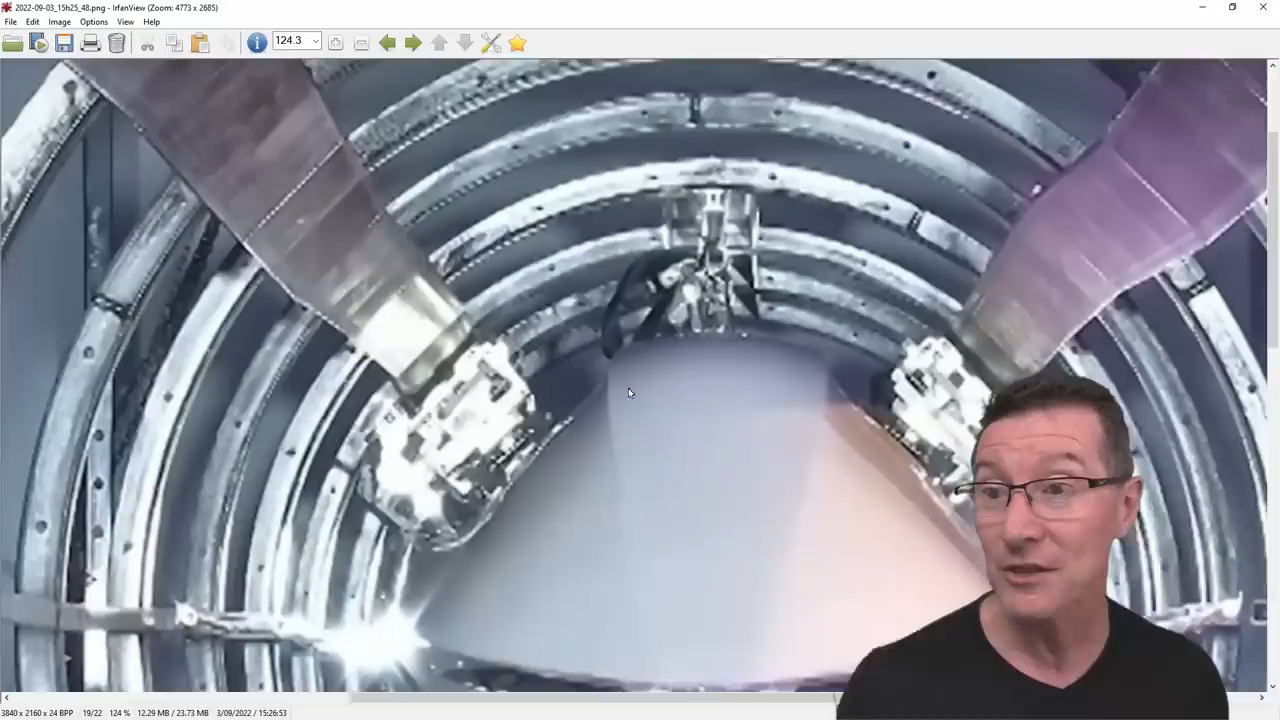 2022-09-03_15h25_48.png - IrfanView (Zoom: 4773 x 2685)
File Edit Image Options View Help
124.3
3840 x 2160 x 24 BPP 19/22 124 % 12.29 MB / 23.73 MB 3/09/2022 / 15:26:53